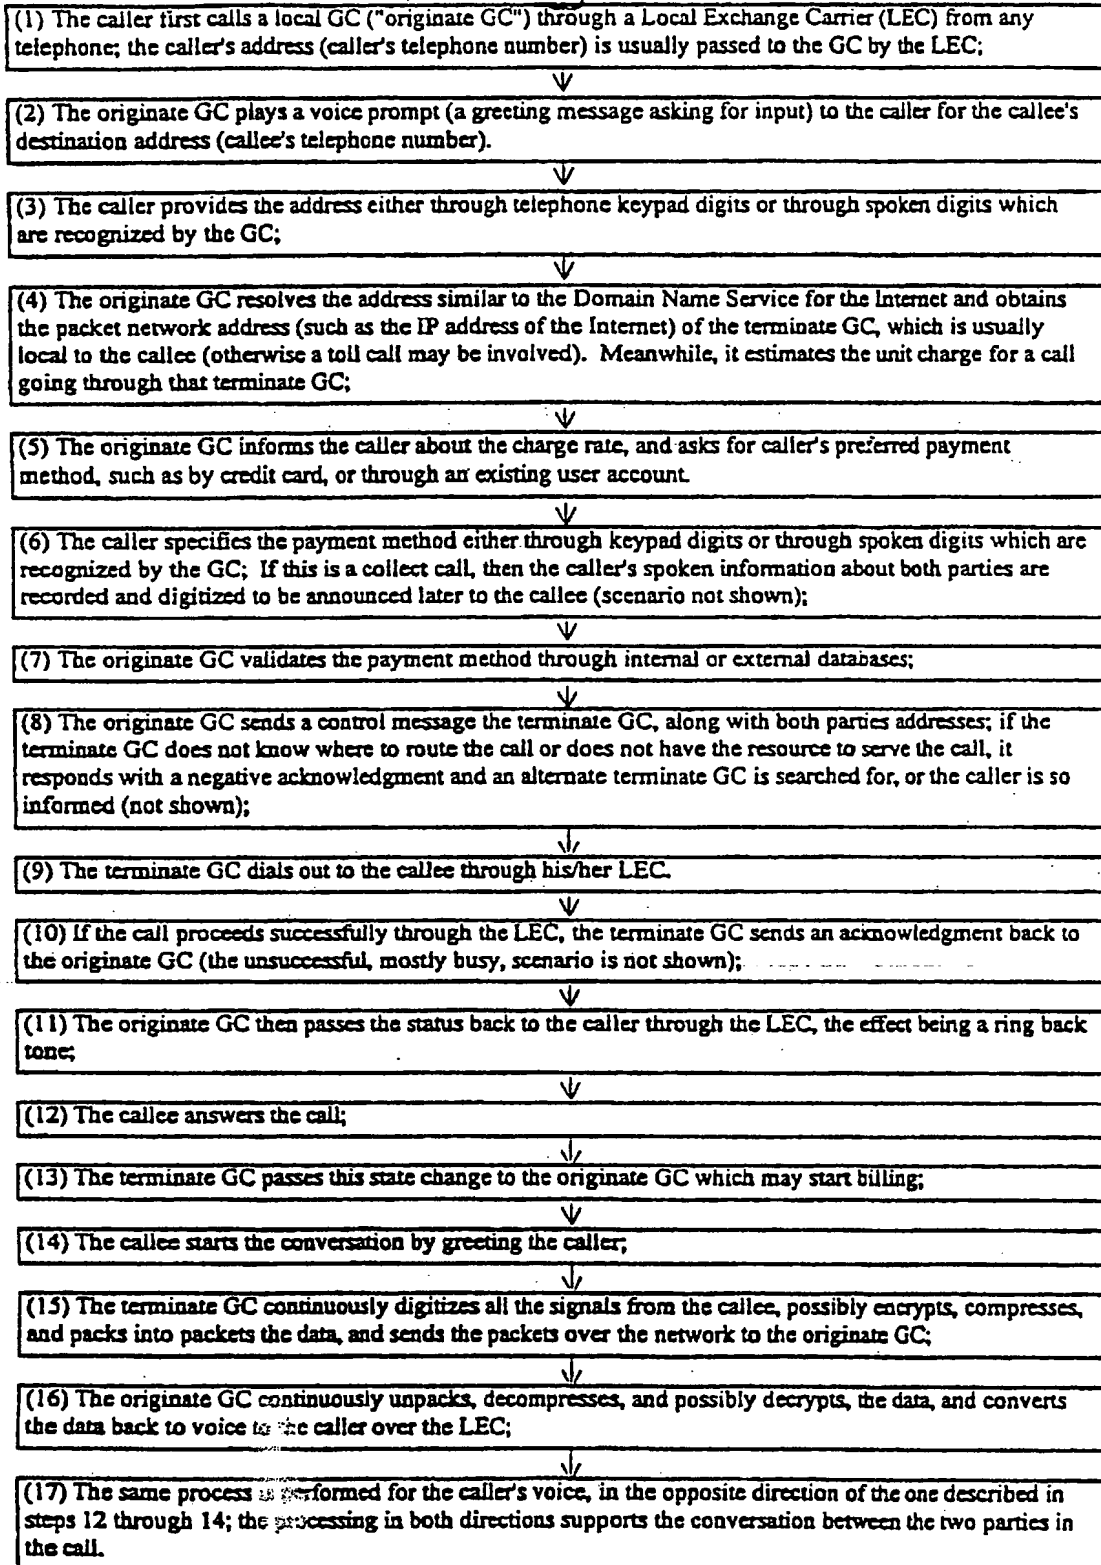 (1) The caller first calls a local GC ("originate GC") through a Local Exchange Carrier (LEC) from any
telephone; the caller's address (caller's telephone number) is usually passed to the GC by the LEC;
(2) The originate GC plays a voice prompt (a greeting message asking for input) to the caller for the callee's
destination address (callee's telephone number).
(3) The caller provides the address either through telephone keypad digits or through spoken digits which
are recognized by the GC;
(4) The originate GC resolves the address similar to the Domain Name Service for the Internet and obtains
the packet network address (such as the IP address of the Internet) of the terminate GC, which is usually
local to the callee (otherwise a toll call may be involved). Meanwhile, it estimates the unit charge for a call
going through that terminate GC;
(5) The originate GC informs the caller about the charge rate, and asks for caller's preferred payment
method, such as by credit card, or through an existing user account.
(6) The caller specifies the payment method either through keypad digits or through spoken digits which are
recognized by the GC; If this is a collect call, then the caller's spoken information about both parties are
recorded and digitized to be announced later to the callee (scenario not shown);
(7) The originate GC validates the payment method through internal or external databases;
(8) The originate GC sends a control message the terminate GC, along with both parties addresses; if the
terminate GC does not know where to route the call or does not have the resource to serve the call, it
responds with a negative acknowledgment and an alternate terminate GC is searched for, or the caller is so
informed (not shown);
(9) The terminate GC dials out to the callee through his/her LEC.
(10) If the call proceeds successfully through the LEC, the terminate GC sends an acknowledgment back to
the originate GC (the unsuccessful, mostly busy, scenario is not shown);
(11) The originate GC then passes the status back to the caller through the LEC, the effect being a ring back
tone;
(12) The callee answers the call;
(13) The terminate GC passes this state change to the originate GC which may start billing;
(14) The callee starts the conversation by greeting the caller;
(15) The terminate GC continuously digitizes all the signals from the callee, possibly encrypts, compresses,
and packs into packets the data, and sends the packets over the network to the originate GC;
(16) The originate GC continuously unpacks, decompresses, and possibly decrypts, the data, and converts
the data back to voice to the caller over the LEC;
(17) The same process is performed for the caller's voice, in the opposite direction of the one described in
steps 12 through 14; the processing in both directions supports the conversation between the two parties in
the call.